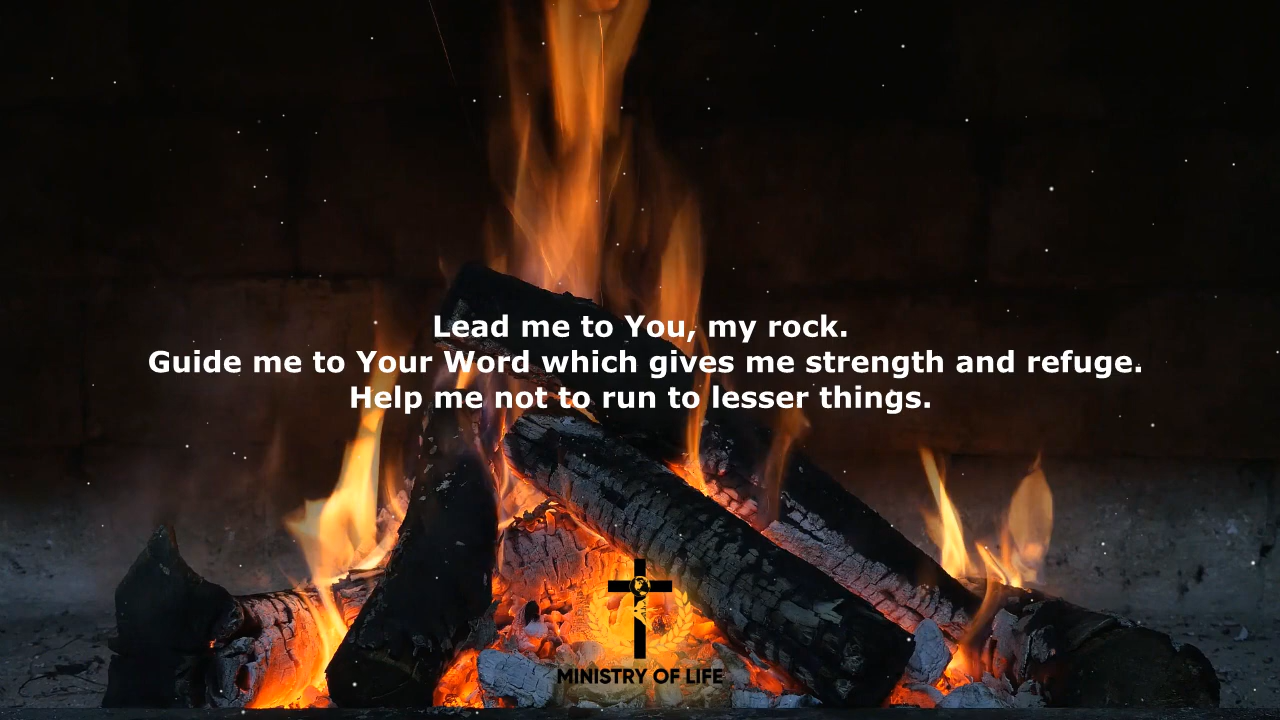 Lead me to You, my rock.
Guide me to Your Word which gives me strength and refuge.
Help me not to run to lesser things.
MINISTRY OF LIFE